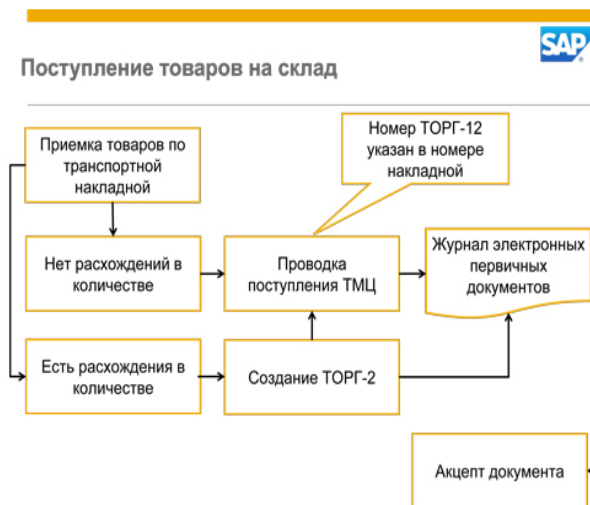 SAP
Поступление товаров на склад
Приемка товаров по
транспортной
накладной
Номер ТОРГ-12
указан в номере
накладной
Нет расхождений в
количестве
Проводка
поступления ТМЦ
Журнал электронных
первичных
документов
Есть расхождения в
количестве
Создание ТОРГ-2
Акцепт документа